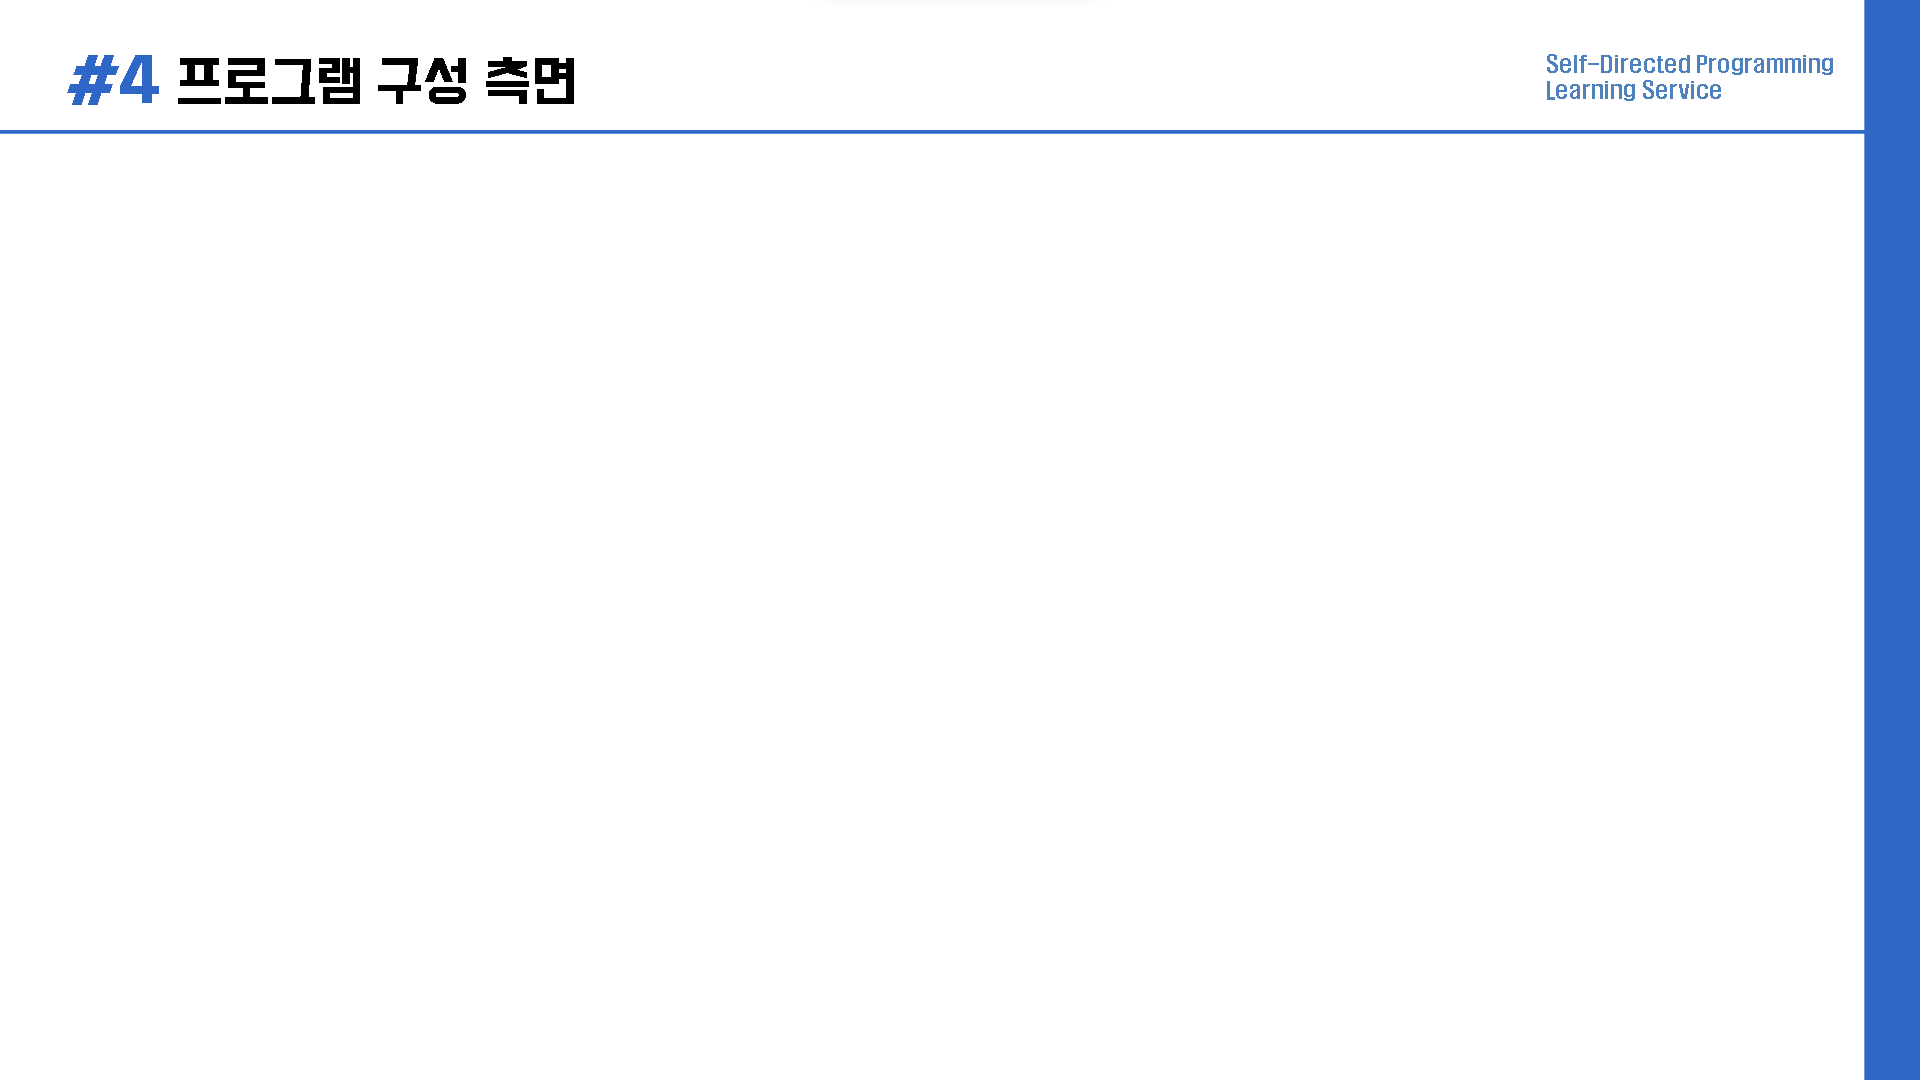 #4 프로그램 구성 측면
Self-Directed Programming
Learning Service